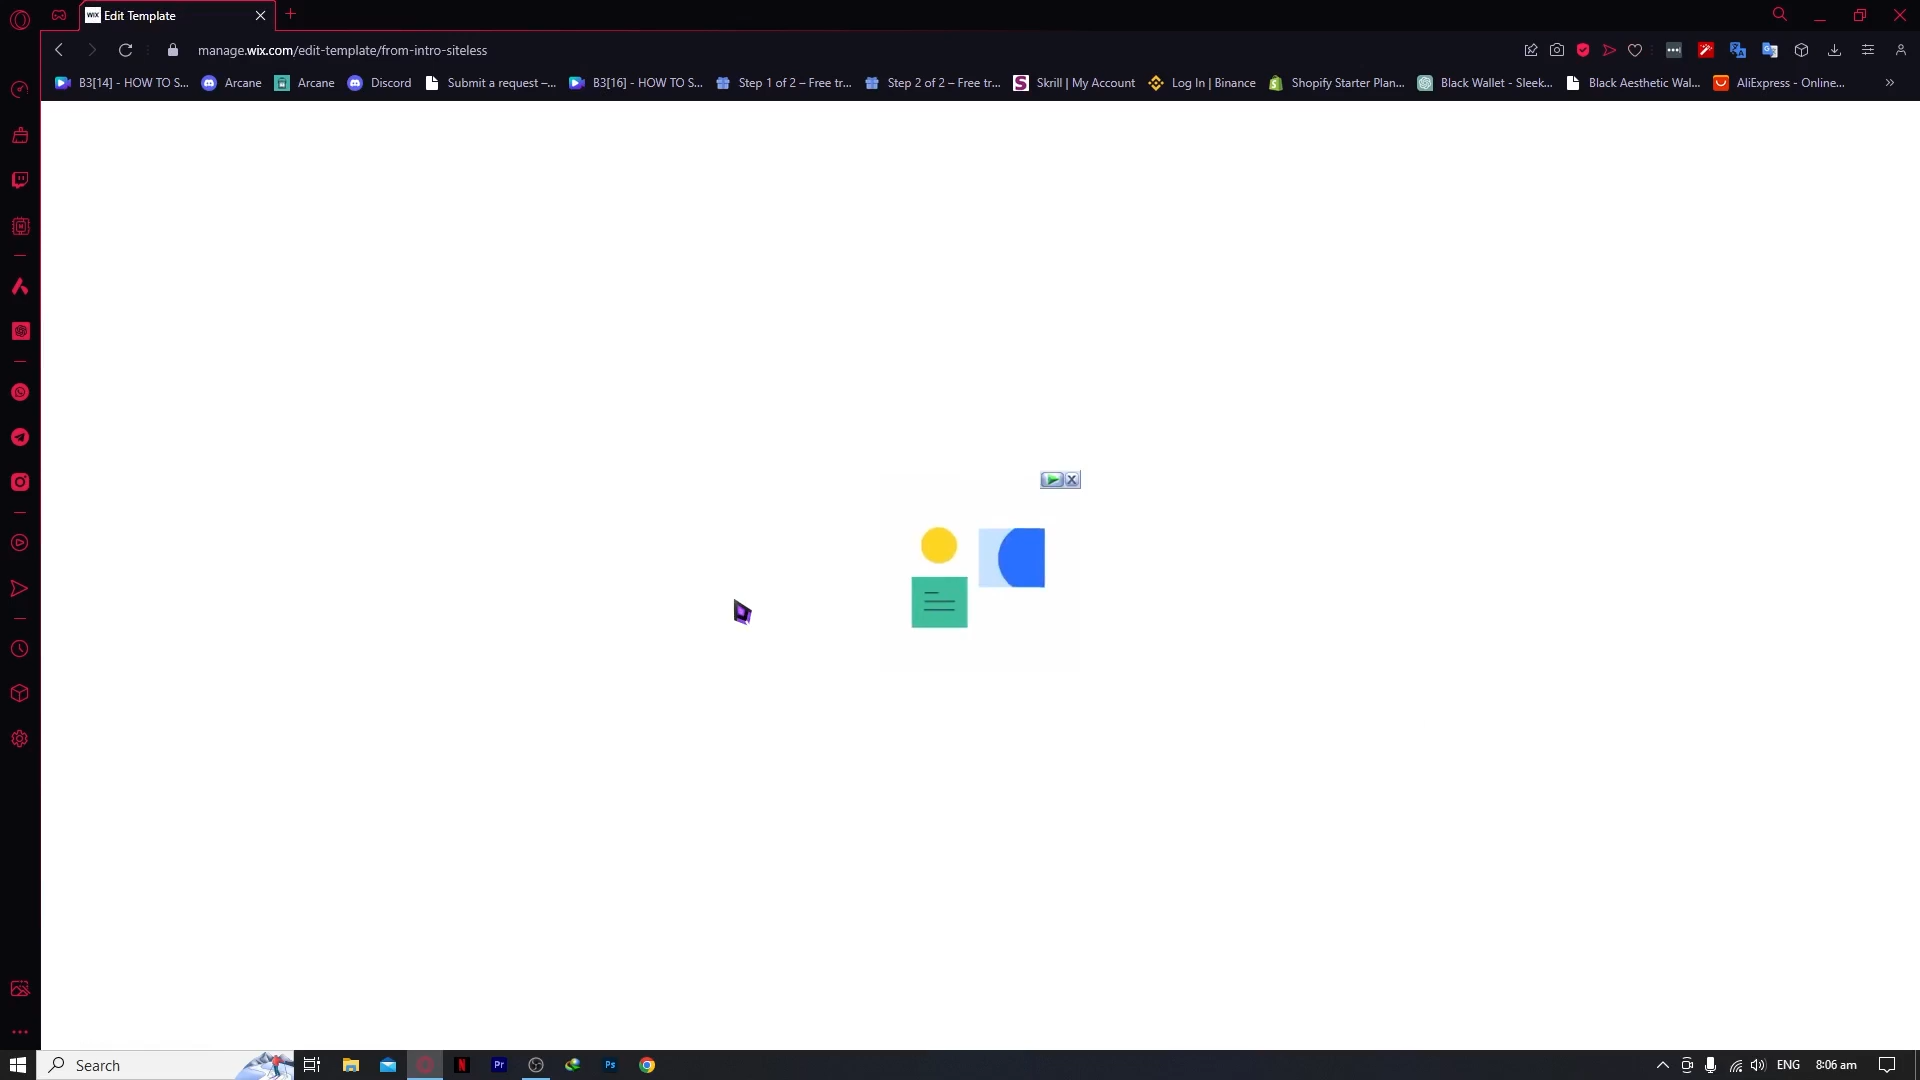 WIX Edit Template
manage.wix.com/edit-template/from-intro-siteless
B3[14] - HOW TO S... Arcane Arcane Discord Submit a request –... B3[16] - HOW TO S... Step 1 of 2 – Free tr... Step 2 of 2 – Free tr... S Skrill | My Account Log In | Binance Shopify Starter Plan... Black Wallet - Sleek... Black Aesthetic Wal... AliExpress - Online... »
Search N Pr Ps ENG 8:06 am